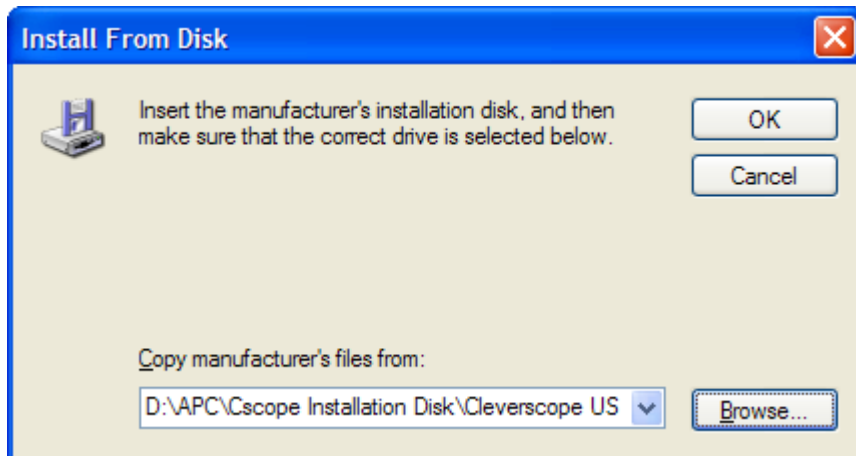 Install From Disk
Insert the manufacturer's installation disk, and then
make sure that the correct drive is selected below.
OK
Cancel
Copy manufacturer's files from:
D:\APC\Cscope Installation Disk\Cleverscope US
Browse...